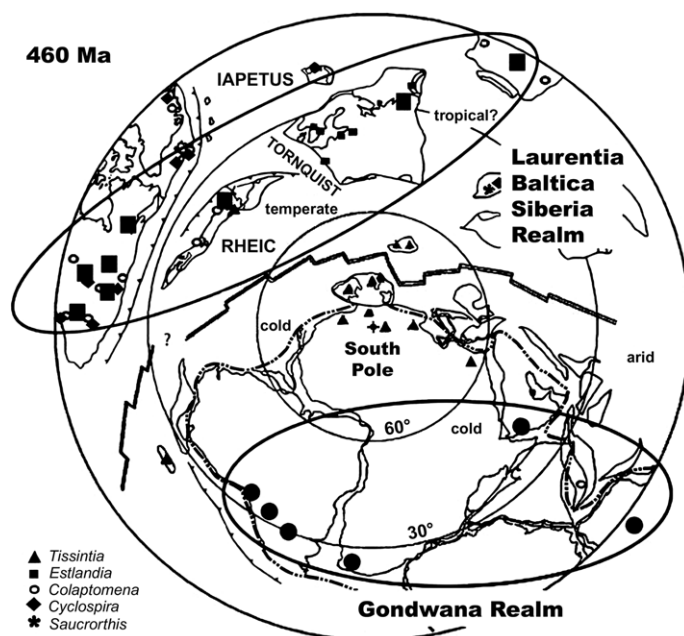 460 Ma
IAPETUS
tropical?
TORNQUIST
Laurentia
Baltica
Siberia
Realm
temperate
RHEIC
cold
South
Pole
?
arid
60°
cold
30°
Tissintia
Estlandia
Colaptomena
Cyclospira
Saucrorthis
Gondwana Realm